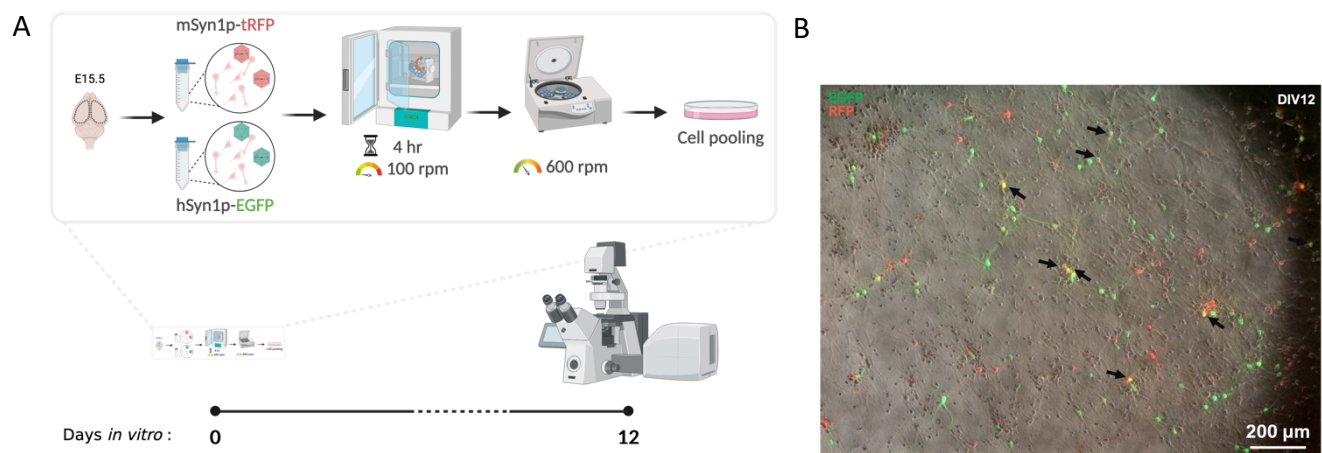 A
mSyn1p-tRFP
E15.5
hSyn1p-EGFP
4 hr
100 rpm
600 rpm
Cell pooling
Days in vitro :
0
12
B
EGFP
RFP
DIV12
200 µm